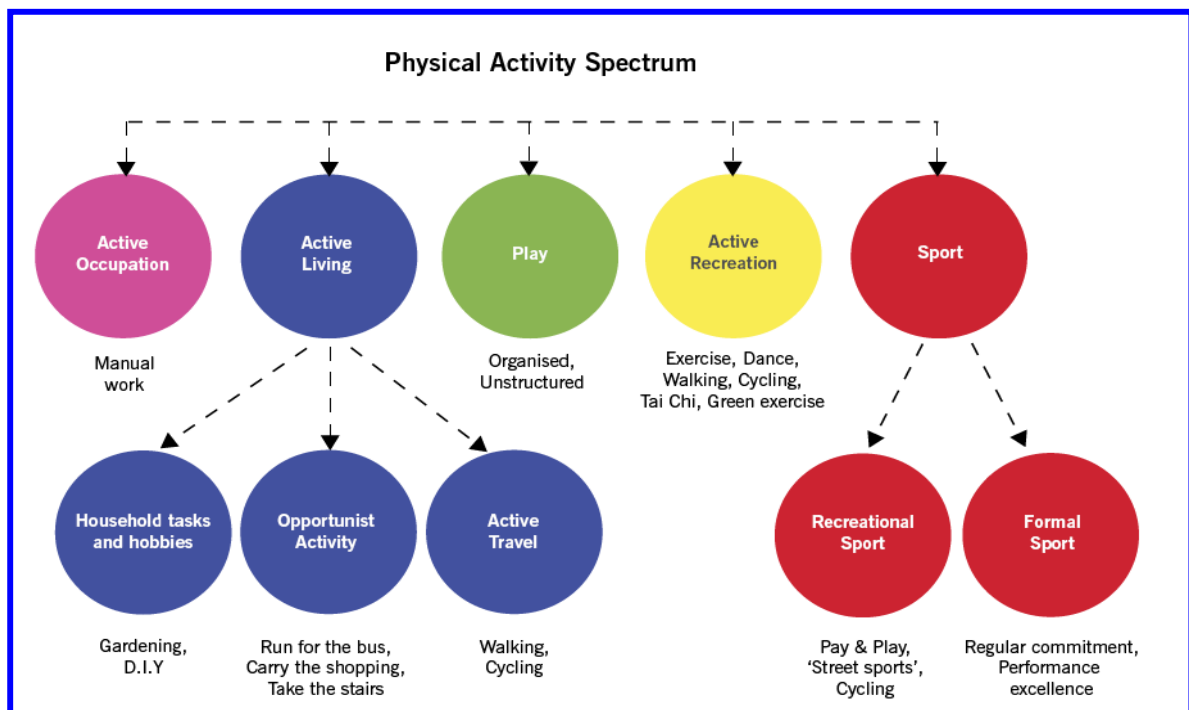 Physical Activity Spectrum
Active
Occupation
Active
Living
Play
Active
Recreation
Sport
Manual
work
Organised,
Unstructured
Exercise, Dance,
Walking, Cycling,
Tai Chi, Green exercise
Household tasks
and hobbies
Opportunist
Activity
Active
Travel
Recreational
Sport
Formal
Sport
Gardening,
D.I.Y
Run for the bus,
Carry the shopping,
Take the stairs
Walking,
Cycling
Pay & Play,
‘Street sports’,
Cycling
Regular commitment,
Performance
excellence